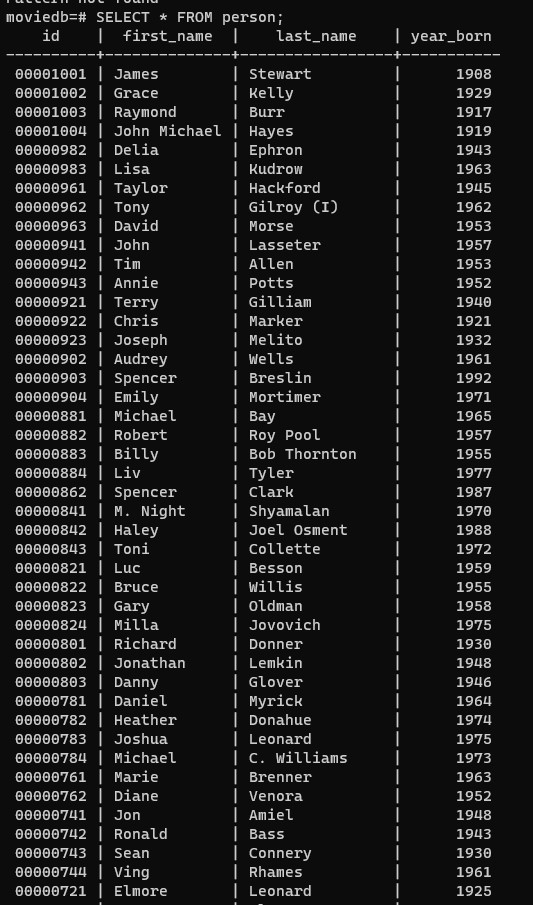 Pattern not found
moviedb=# SELECT * FROM person;
    id    |  first_name  |    last_name    | year_born
----------+--------------+-----------------+-----------
 00001001 | James        | Stewart         |      1908
 00001002 | Grace        | Kelly           |      1929
 00001003 | Raymond      | Burr            |      1917
 00001004 | John Michael | Hayes           |      1919
 00000982 | Delia        | Ephron          |      1943
 00000983 | Lisa         | Kudrow          |      1963
 00000961 | Taylor       | Hackford        |      1945
 00000962 | Tony         | Gilroy (I)      |      1962
 00000963 | David        | Morse           |      1953
 00000941 | John         | Lasseter        |      1957
 00000942 | Tim          | Allen           |      1953
 00000943 | Annie        | Potts           |      1952
 00000921 | Terry        | Gilliam         |      1940
 00000922 | Chris        | Marker          |      1921
 00000923 | Joseph       | Melito          |      1932
 00000902 | Audrey       | Wells           |      1961
 00000903 | Spencer      | Breslin         |      1992
 00000904 | Emily        | Mortimer        |      1971
 00000881 | Michael      | Bay             |      1965
 00000882 | Robert       | Roy Pool        |      1957
 00000883 | Billy        | Bob Thornton    |      1955
 00000884 | Liv          | Tyler           |      1977
 00000862 | Spencer      | Clark           |      1987
 00000841 | M. Night     | Shyamalan       |      1970
 00000842 | Haley        | Joel Osment     |      1988
 00000843 | Toni         | Collette        |      1972
 00000821 | Luc          | Besson          |      1959
 00000822 | Bruce        | Willis          |      1955
 00000823 | Gary         | Oldman          |      1958
 00000824 | Milla        | Jovovich        |      1975
 00000801 | Richard      | Donner          |      1930
 00000802 | Jonathan     | Lemkin          |      1948
 00000803 | Danny        | Glover          |      1946
 00000781 | Daniel       | Myrick          |      1964
 00000782 | Heather      | Donahue         |      1974
 00000783 | Joshua       | Leonard         |      1975
 00000784 | Michael      | C. Williams     |      1973
 00000761 | Marie        | Brenner         |      1963
 00000762 | Diane        | Venora          |      1952
 00000741 | Jon          | Amiel           |      1948
 00000742 | Ronald       | Bass            |      1943
 00000743 | Sean         | Connery         |      1930
 00000744 | Ving         | Rhames          |      1961
 00000721 | Elmore       | Leonard         |      1925